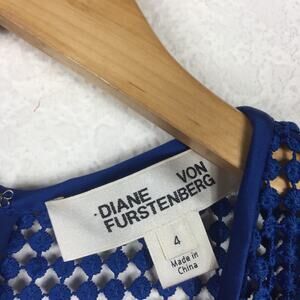 DIANE VON
FURSTENBERG
4
Made in
China